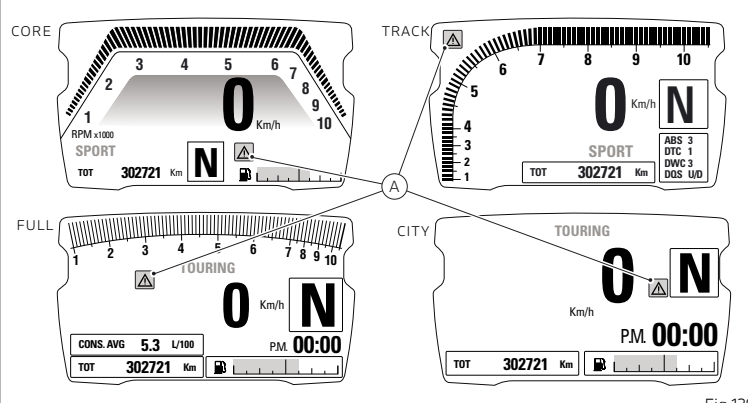 CORE
3 4 5 6
2 7
8
9
1 10
RPM x1000
0 Km/h
SPORT
TOT 302721 Km
N
TRACK
7 8 9 10
6
5
4
3
2
1
0 Km/h
N
SPORT
TOT 302721 Km
ABS 3
DTC 1
DWC 3
DQS U/D
A
FULL
1 2 3 4 5 6 7 8 9 10
TOURING
0 Km/h
N
CONS. AVG 5.3 L/100
P.M. 00:00
TOT 302721 Km
CITY
TOURING
0
Km/h
N
P.M. 00:00
TOT 302721 Km